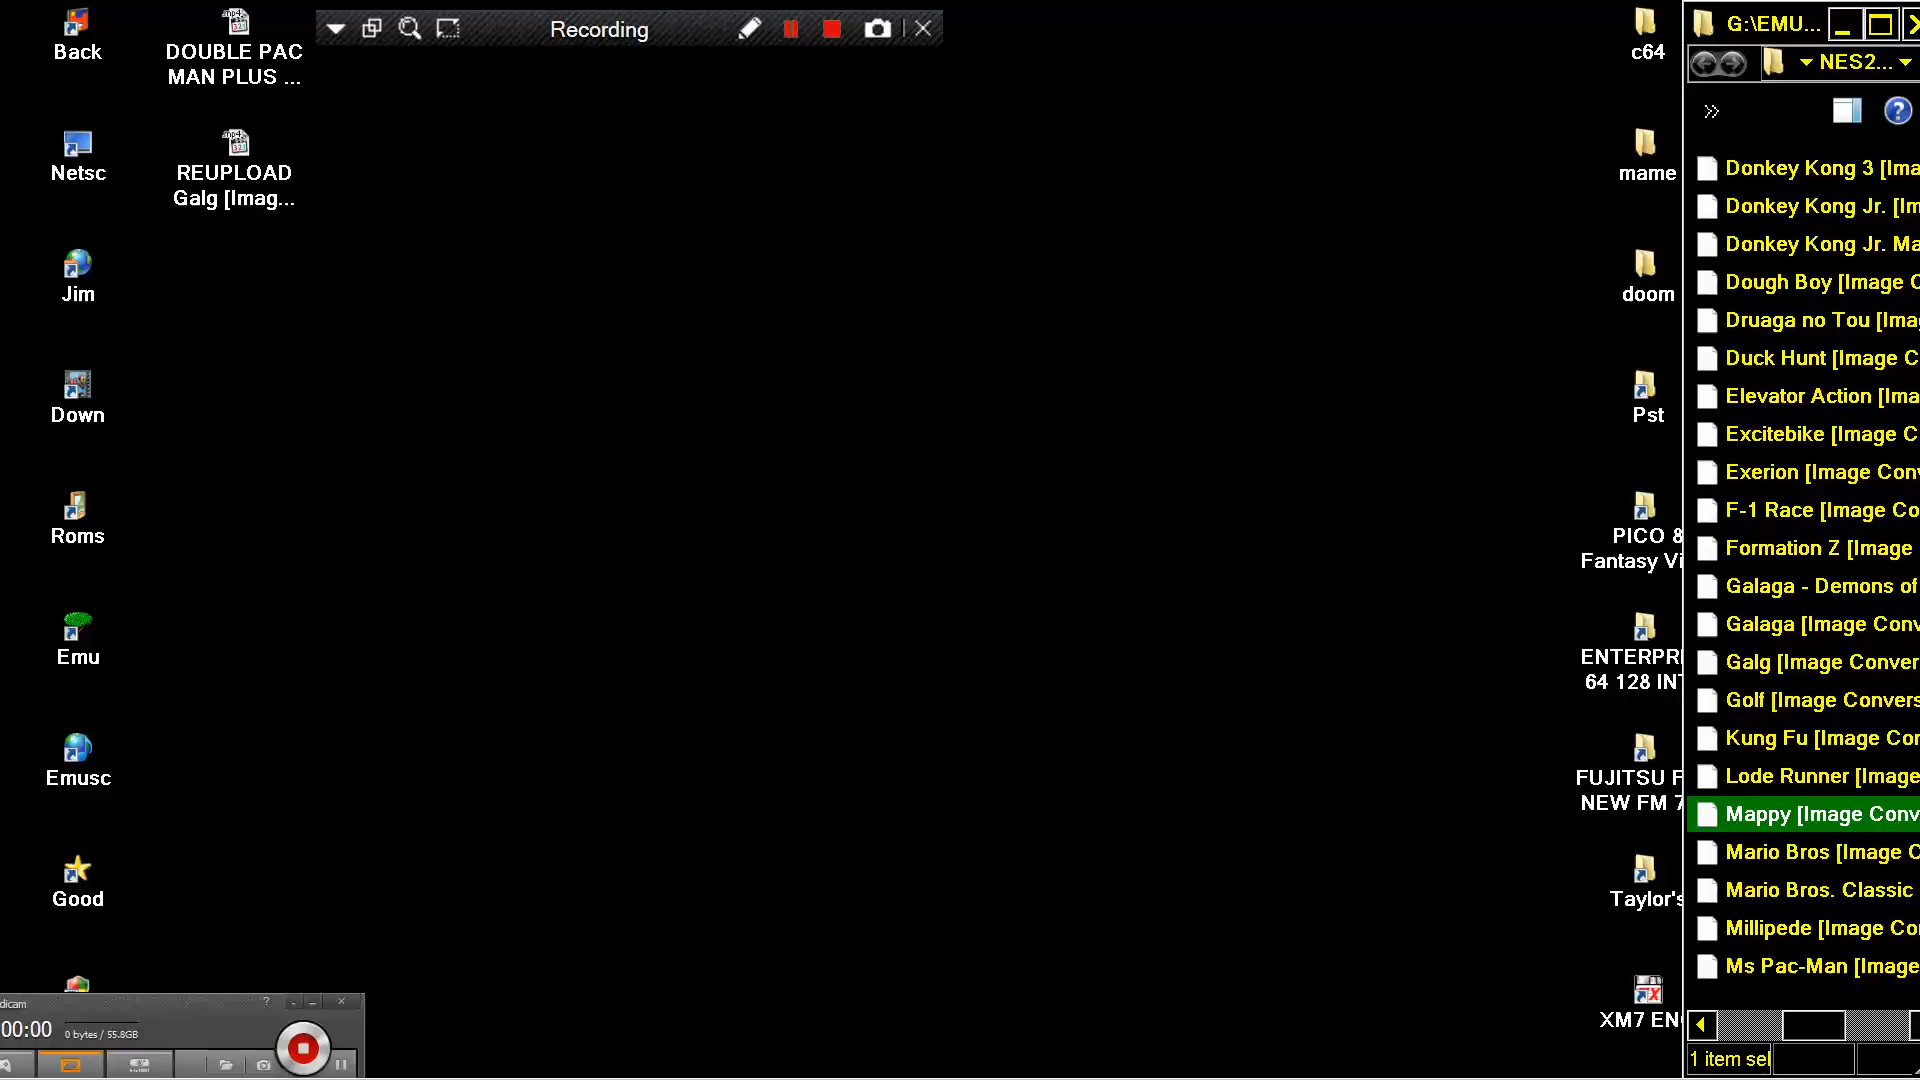 Recording
Back
DOUBLE PAC
MAN PLUS ...
Netsc
REUPLOAD
Galg [Imag...
Jim
Down
Roms
Emu
Emusc
Good
dicam
?
00:00
0 bytes / 55.8GB
c64
mame
doom
Pst
PICO 8
Fantasy Vi
ENTERPRI
64 128 INT
FUJITSU F
NEW FM 7
Taylor's
XM7 EN
G:\EMU...
NES2...
Donkey Kong 3 [Ima
Donkey Kong Jr. [Im
Donkey Kong Jr. Ma
Dough Boy [Image C
Druaga no Tou [Ima
Duck Hunt [Image C
Elevator Action [Ima
Excitebike [Image C
Exerion [Image Conv
F-1 Race [Image Co
Formation Z [Image
Galaga - Demons of
Galaga [Image Conv
Galg [Image Conver
Golf [Image Convers
Kung Fu [Image Con
Lode Runner [Image
Mappy [Image Conv
Mario Bros [Image C
Mario Bros. Classic
Millipede [Image Co
Ms Pac-Man [Image
1 item sel